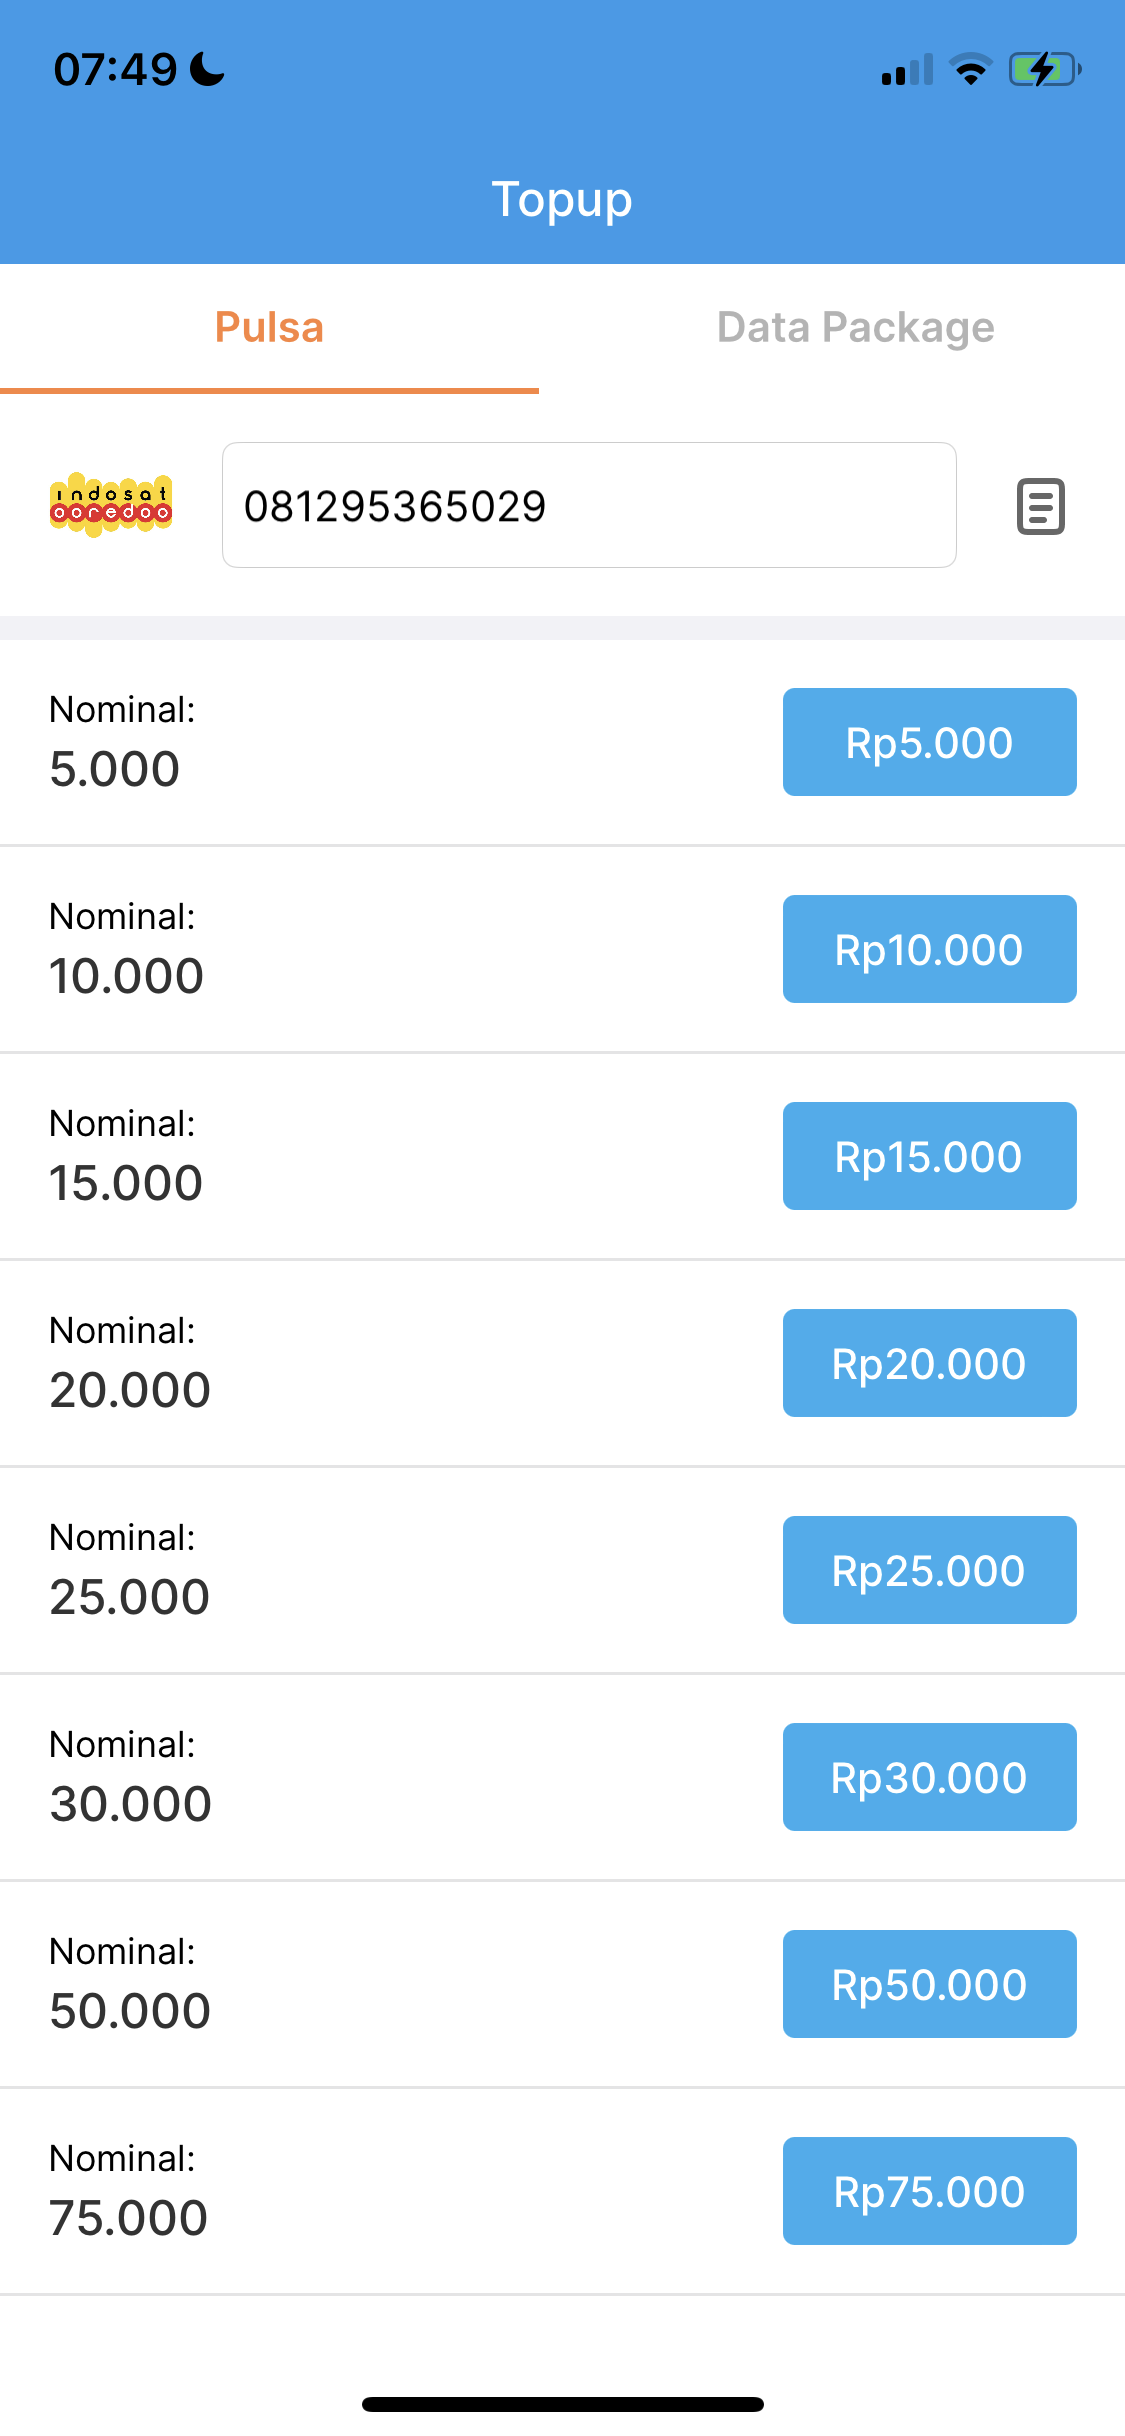 07:49
Topup
Pulsa
Data Package
indosat
ooredoo
081295365029
Nominal:
5.000
Rp5.000
Nominal:
10.000
Rp10.000
Nominal:
15.000
Rp15.000
Nominal:
20.000
Rp20.000
Nominal:
25.000
Rp25.000
Nominal:
30.000
Rp30.000
Nominal:
50.000
Rp50.000
Nominal:
75.000
Rp75.000